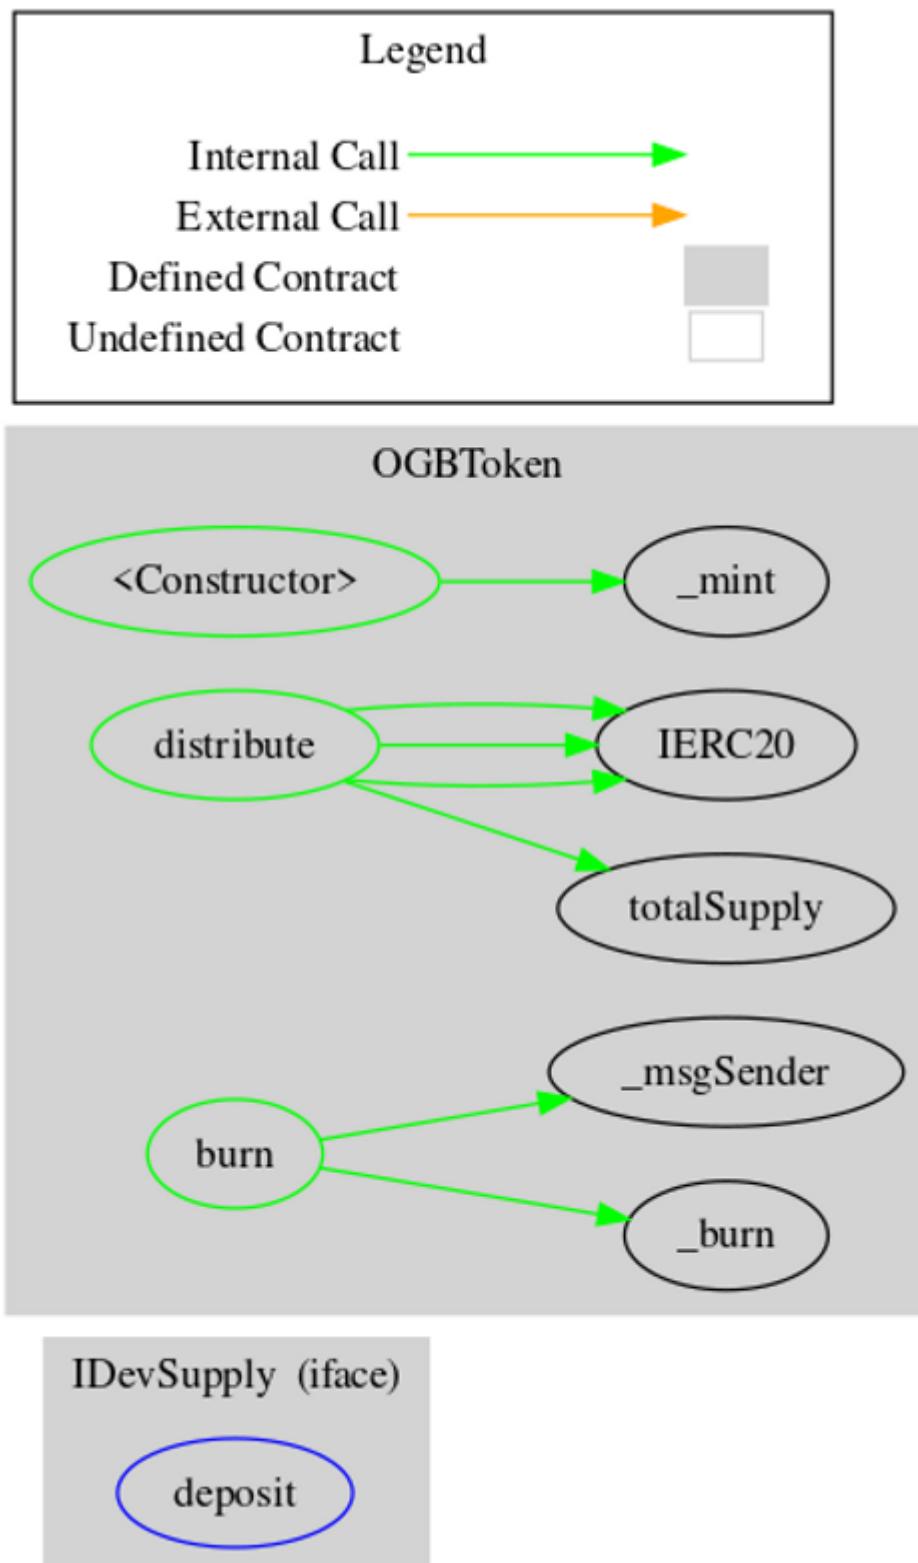 Legend
Internal Call
External Call
Defined Contract
Undefined Contract
OGBToken
<Constructor>
_mint
distribute
IERC20
totalSupply
_msgSender
burn
_burn
IDevSupply (iface)
deposit